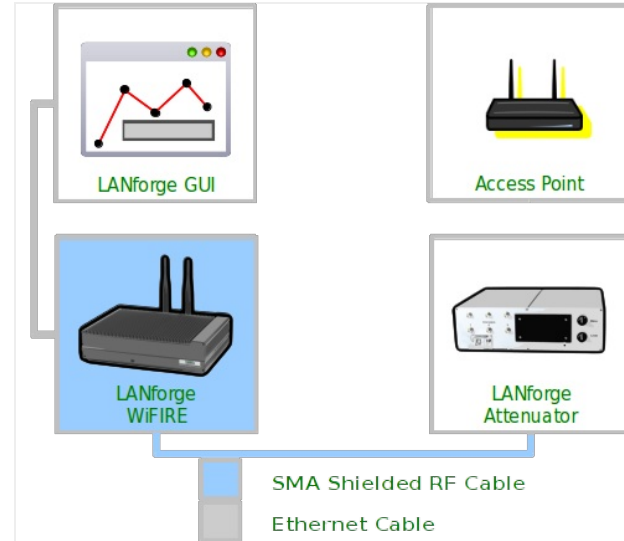 LANforge GUI
Access Point
LANforge
WiFIRE
LANforge
Attenuator
SMA Shielded RF Cable
Ethernet Cable